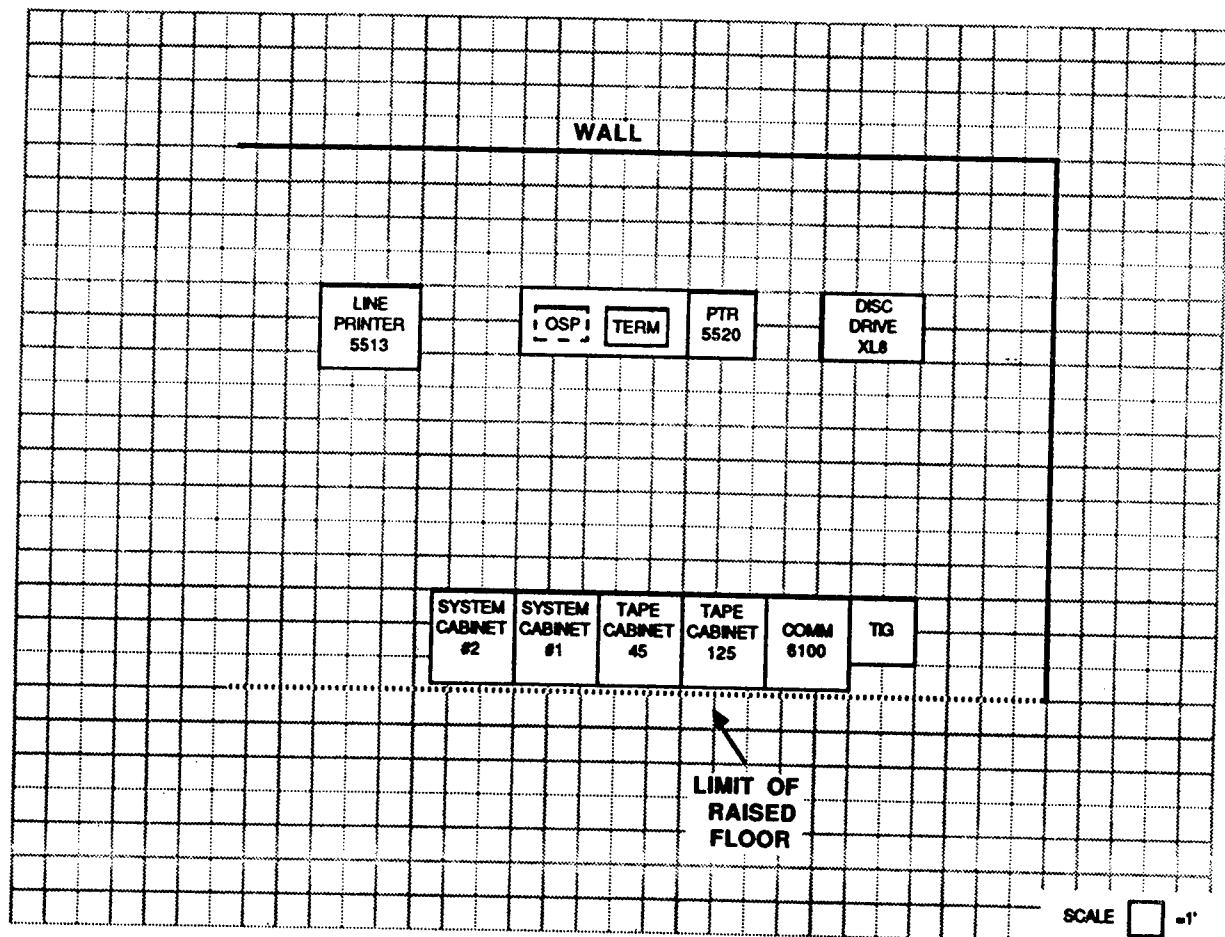 WALL
LINE
PRINTER
5513
OSP
TERM
PTR
5520
DISC
DRIVE
XL8
SYSTEM
CABINET
#2
SYSTEM
CABINET
#1
TAPE
CABINET
45
TAPE
CABINET
125
COMM
6100
TIG
LIMIT OF
RAISED
FLOOR
SCALE =1'